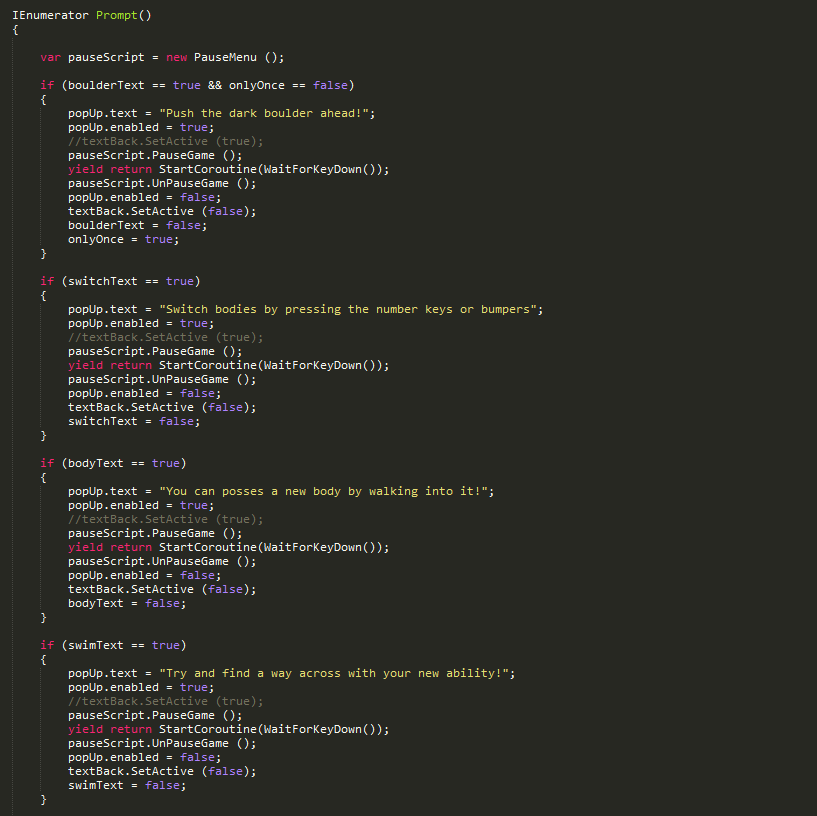 IEnumerator Prompt()
{
var pauseScript = new PauseMenu ();
if (boulderText == true && onlyOnce == false)
{
popUp.text = "Push the dark boulder ahead!";
popUp.enabled = true;
//textBack.SetActive (true);
pauseScript.PauseGame ();
yield return StartCoroutine(WaitForKeyDown());
pauseScript.UnPauseGame ();
popUp.enabled = false;
textBack.SetActive (false);
boulderText = false;
onlyOnce = true;
}
if (switchText == true)
{
popUp.text = "Switch bodies by pressing the number keys or bumpers";
popUp.enabled = true;
//textBack.SetActive (true);
pauseScript.PauseGame ();
yield return StartCoroutine(WaitForKeyDown());
pauseScript.UnPauseGame ();
popUp.enabled = false;
textBack.SetActive (false);
switchText = false;
}
if (bodyText == true)
{
popUp.text = "You can posses a new body by walking into it!";
popUp.enabled = true;
//textBack.SetActive (true);
pauseScript.PauseGame ();
yield return StartCoroutine(WaitForKeyDown());
pauseScript.UnPauseGame ();
popUp.enabled = false;
textBack.SetActive (false);
bodyText = false;
}
if (swimText == true)
{
popUp.text = "Try and find a way across with your new ability!";
popUp.enabled = true;
//textBack.SetActive (true);
pauseScript.PauseGame ();
yield return StartCoroutine(WaitForKeyDown());
pauseScript.UnPauseGame ();
popUp.enabled = false;
textBack.SetActive (false);
swimText = false;
}